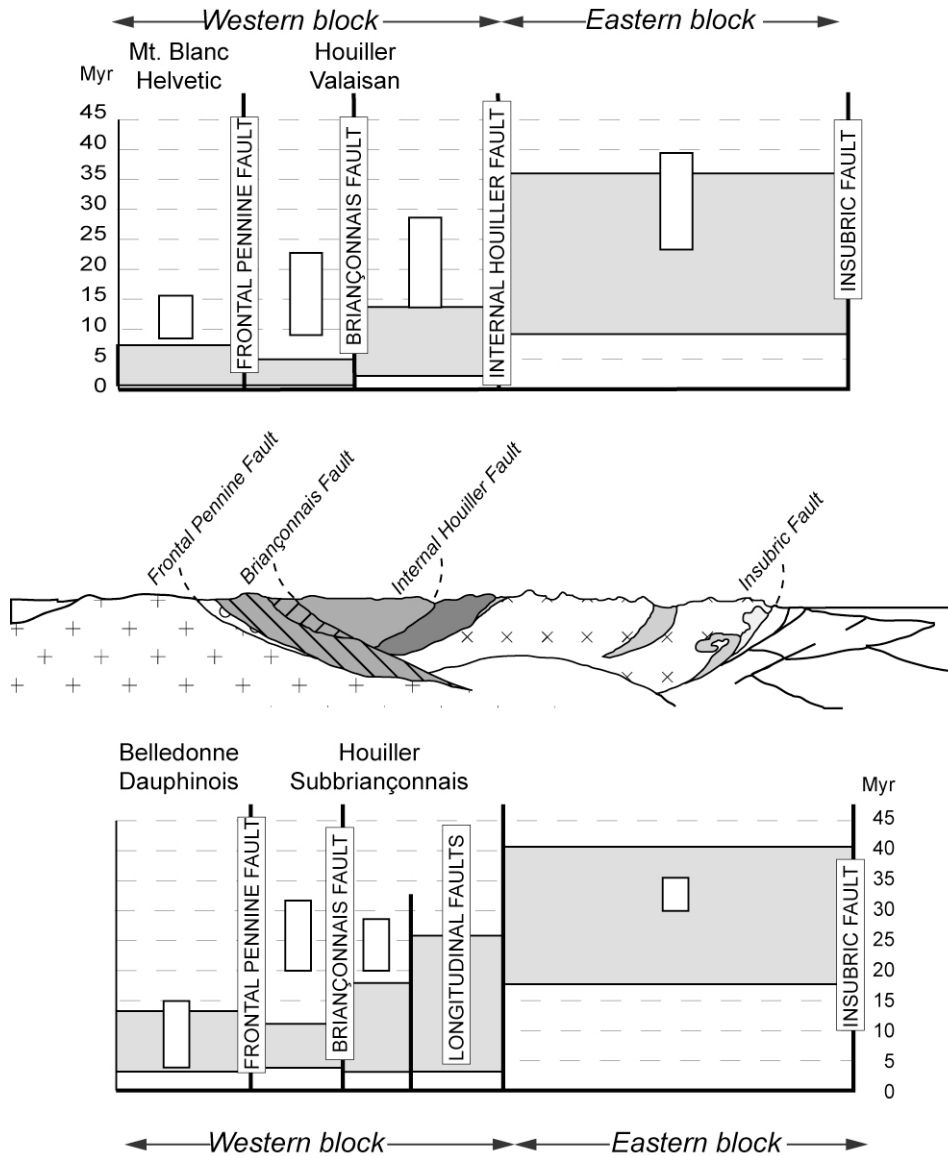 Western block
Eastern block
Mt. Blanc
Helvetic
Houiller
Valaisan
Myr
45
40
35
30
25
20
15
10
5
0
FRONTAL PENNINE FAULT
BRIANÇONNAIS FAULT
INTERNAL HOUILLER FAULT
INSUBRIC FAULT
Frontal Pennine Fault
Briançonnais Fault
Internal Houiller Fault
Insubric Fault
Belledonne
Dauphinois
Houiller
Subbriançonnais
Myr
45
40
35
30
25
20
15
10
5
0
FRONTAL PENNINE FAULT
BRIANÇONNAIS FAULT
LONGITUDINAL FAULTS
INSUBRIC FAULT
Western block
Eastern block